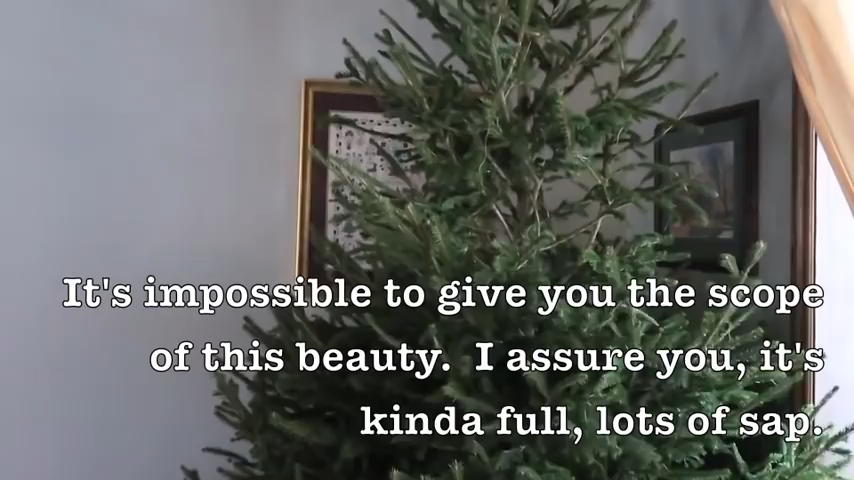 It's impossible to give you the scope
of this beauty.  I assure you, it's
kinda full, lots of sap.